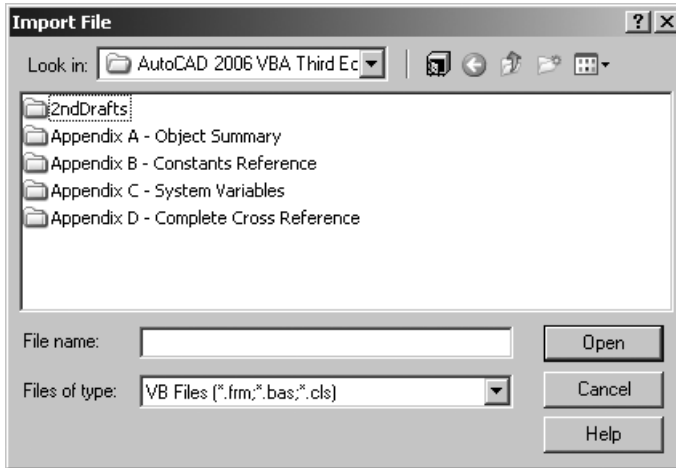 Import File
Look in: AutoCAD 2006 VBA Third Ec
2ndDrafts
Appendix A - Object Summary
Appendix B - Constants Reference
Appendix C - System Variables
Appendix D - Complete Cross Reference
File name:
Open
Files of type: VB Files (*.frm;*.bas;*.cls)
Cancel
Help